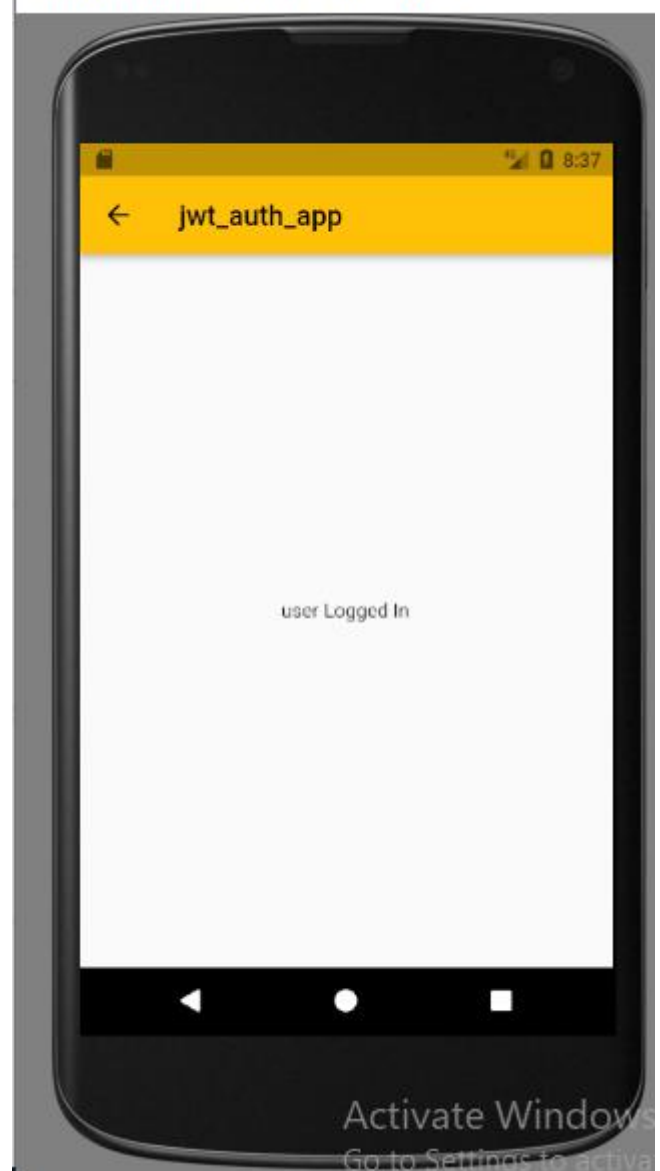 8:37
jwt_auth_app
user Logged In
Activate Windows
Go to Settings to activa